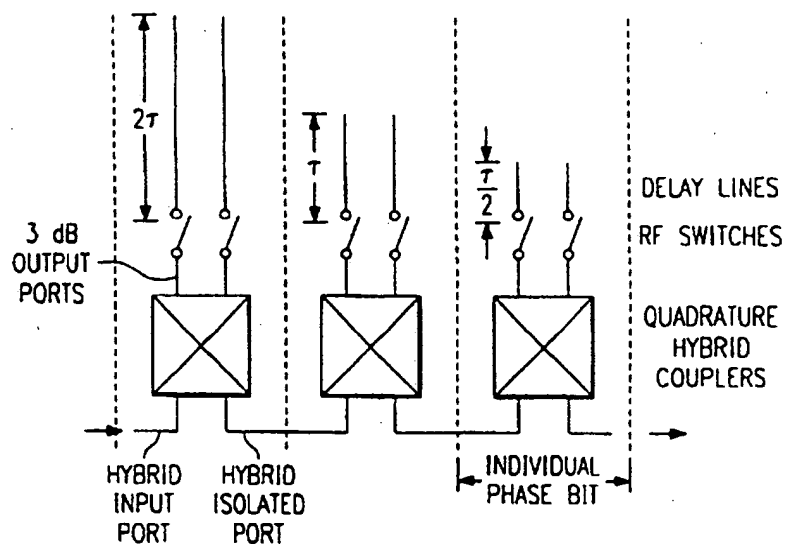 2τ
τ
τ
2
DELAY LINES
RF SWITCHES
3 dB
OUTPUT
PORTS
QUADRATURE
HYBRID
COUPLERS
HYBRID
INPUT
PORT
HYBRID
ISOLATED
PORT
INDIVIDUAL
PHASE BIT